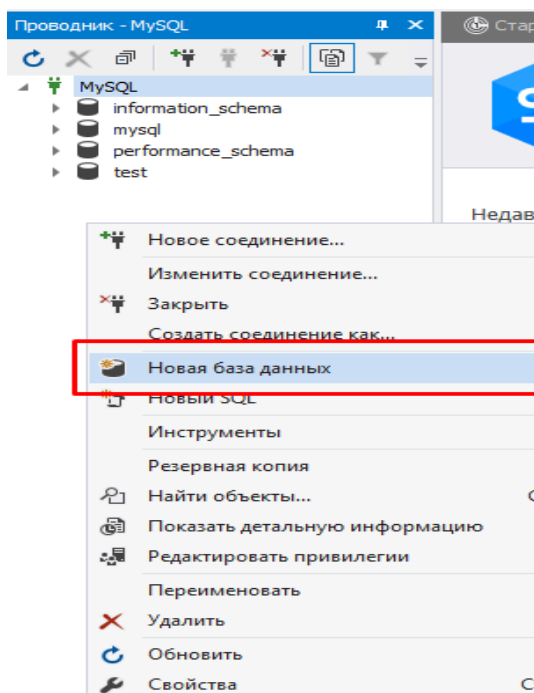 Проводник - MySQL
MySQL
information_schema
mysql
performance_schema
test
Новое соединение...
Изменить соединение...
Закрыть
Создать соединение как...
Новая база данных
Новый SQL
Инструменты
Резервная копия
Найти объекты...
Показать детальную информацию
Редактировать привилегии
Переименовать
Удалить
Обновить
Свойства